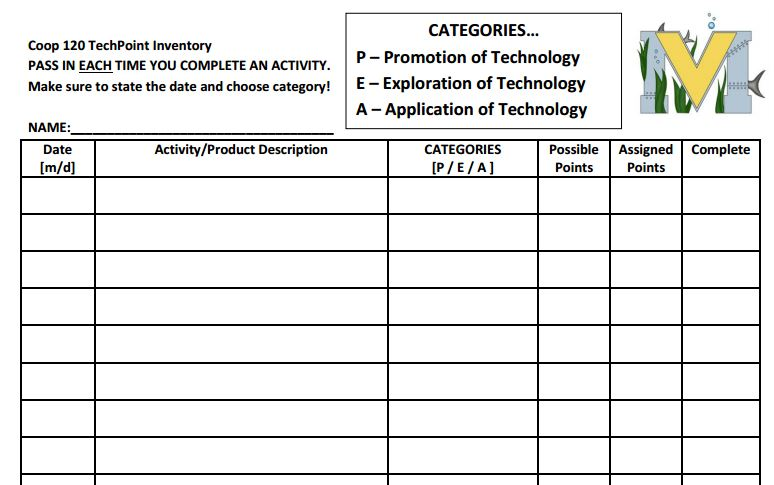 Coop 120 TechPoint Inventory
PASS IN EACH TIME YOU COMPLETE AN ACTIVITY.
Make sure to state the date and choose category!
NAME:___________________________________
CATEGORIES…
P – Promotion of Technology
E – Exploration of Technology
A – Application of Technology
MV
Date
[m/d]
Activity/Product Description
CATEGORIES
[P / E / A ]
Possible
Points
Assigned
Points
Complete